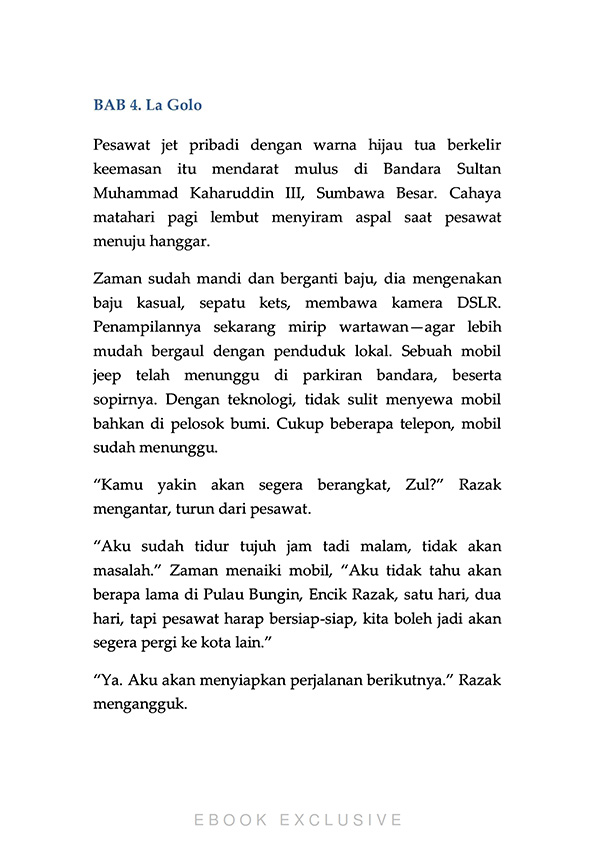 BAB 4. La Golo
Pesawat jet pribadi dengan warna hijau tua berkelir
keemasan itu mendarat mulus di Bandara Sultan
Muhammad Kaharuddin III, Sumbawa Besar. Cahaya
matahari pagi lembut menyiram aspal saat pesawat
menuju hanggar.
Zaman sudah mandi dan berganti baju, dia mengenakan
baju kasual, sepatu kets, membawa kamera DSLR.
Penampilannya sekarang mirip wartawan—agar lebih
mudah bergaul dengan penduduk lokal. Sebuah mobil
jeep telah menunggu di parkiran bandara, beserta
sopirnya. Dengan teknologi, tidak sulit menyewa mobil
bahkan di pelosok bumi. Cukup beberapa telepon, mobil
sudah menunggu.
“Kamu yakin akan segera berangkat, Zul?” Razak
mengantar, turun dari pesawat.
“Aku sudah tidur tujuh jam tadi malam, tidak akan
masalah.” Zaman menaiki mobil, “Aku tidak tahu akan
berapa lama di Pulau Bungin, Encik Razak, satu hari, dua
hari, tapi pesawat harap bersiap-siap, kita boleh jadi akan
segera pergi ke kota lain.”
“Ya. Aku akan menyiapkan perjalanan berikutnya.” Razak
mengangguk.
EBOOK EXCLUSIVE